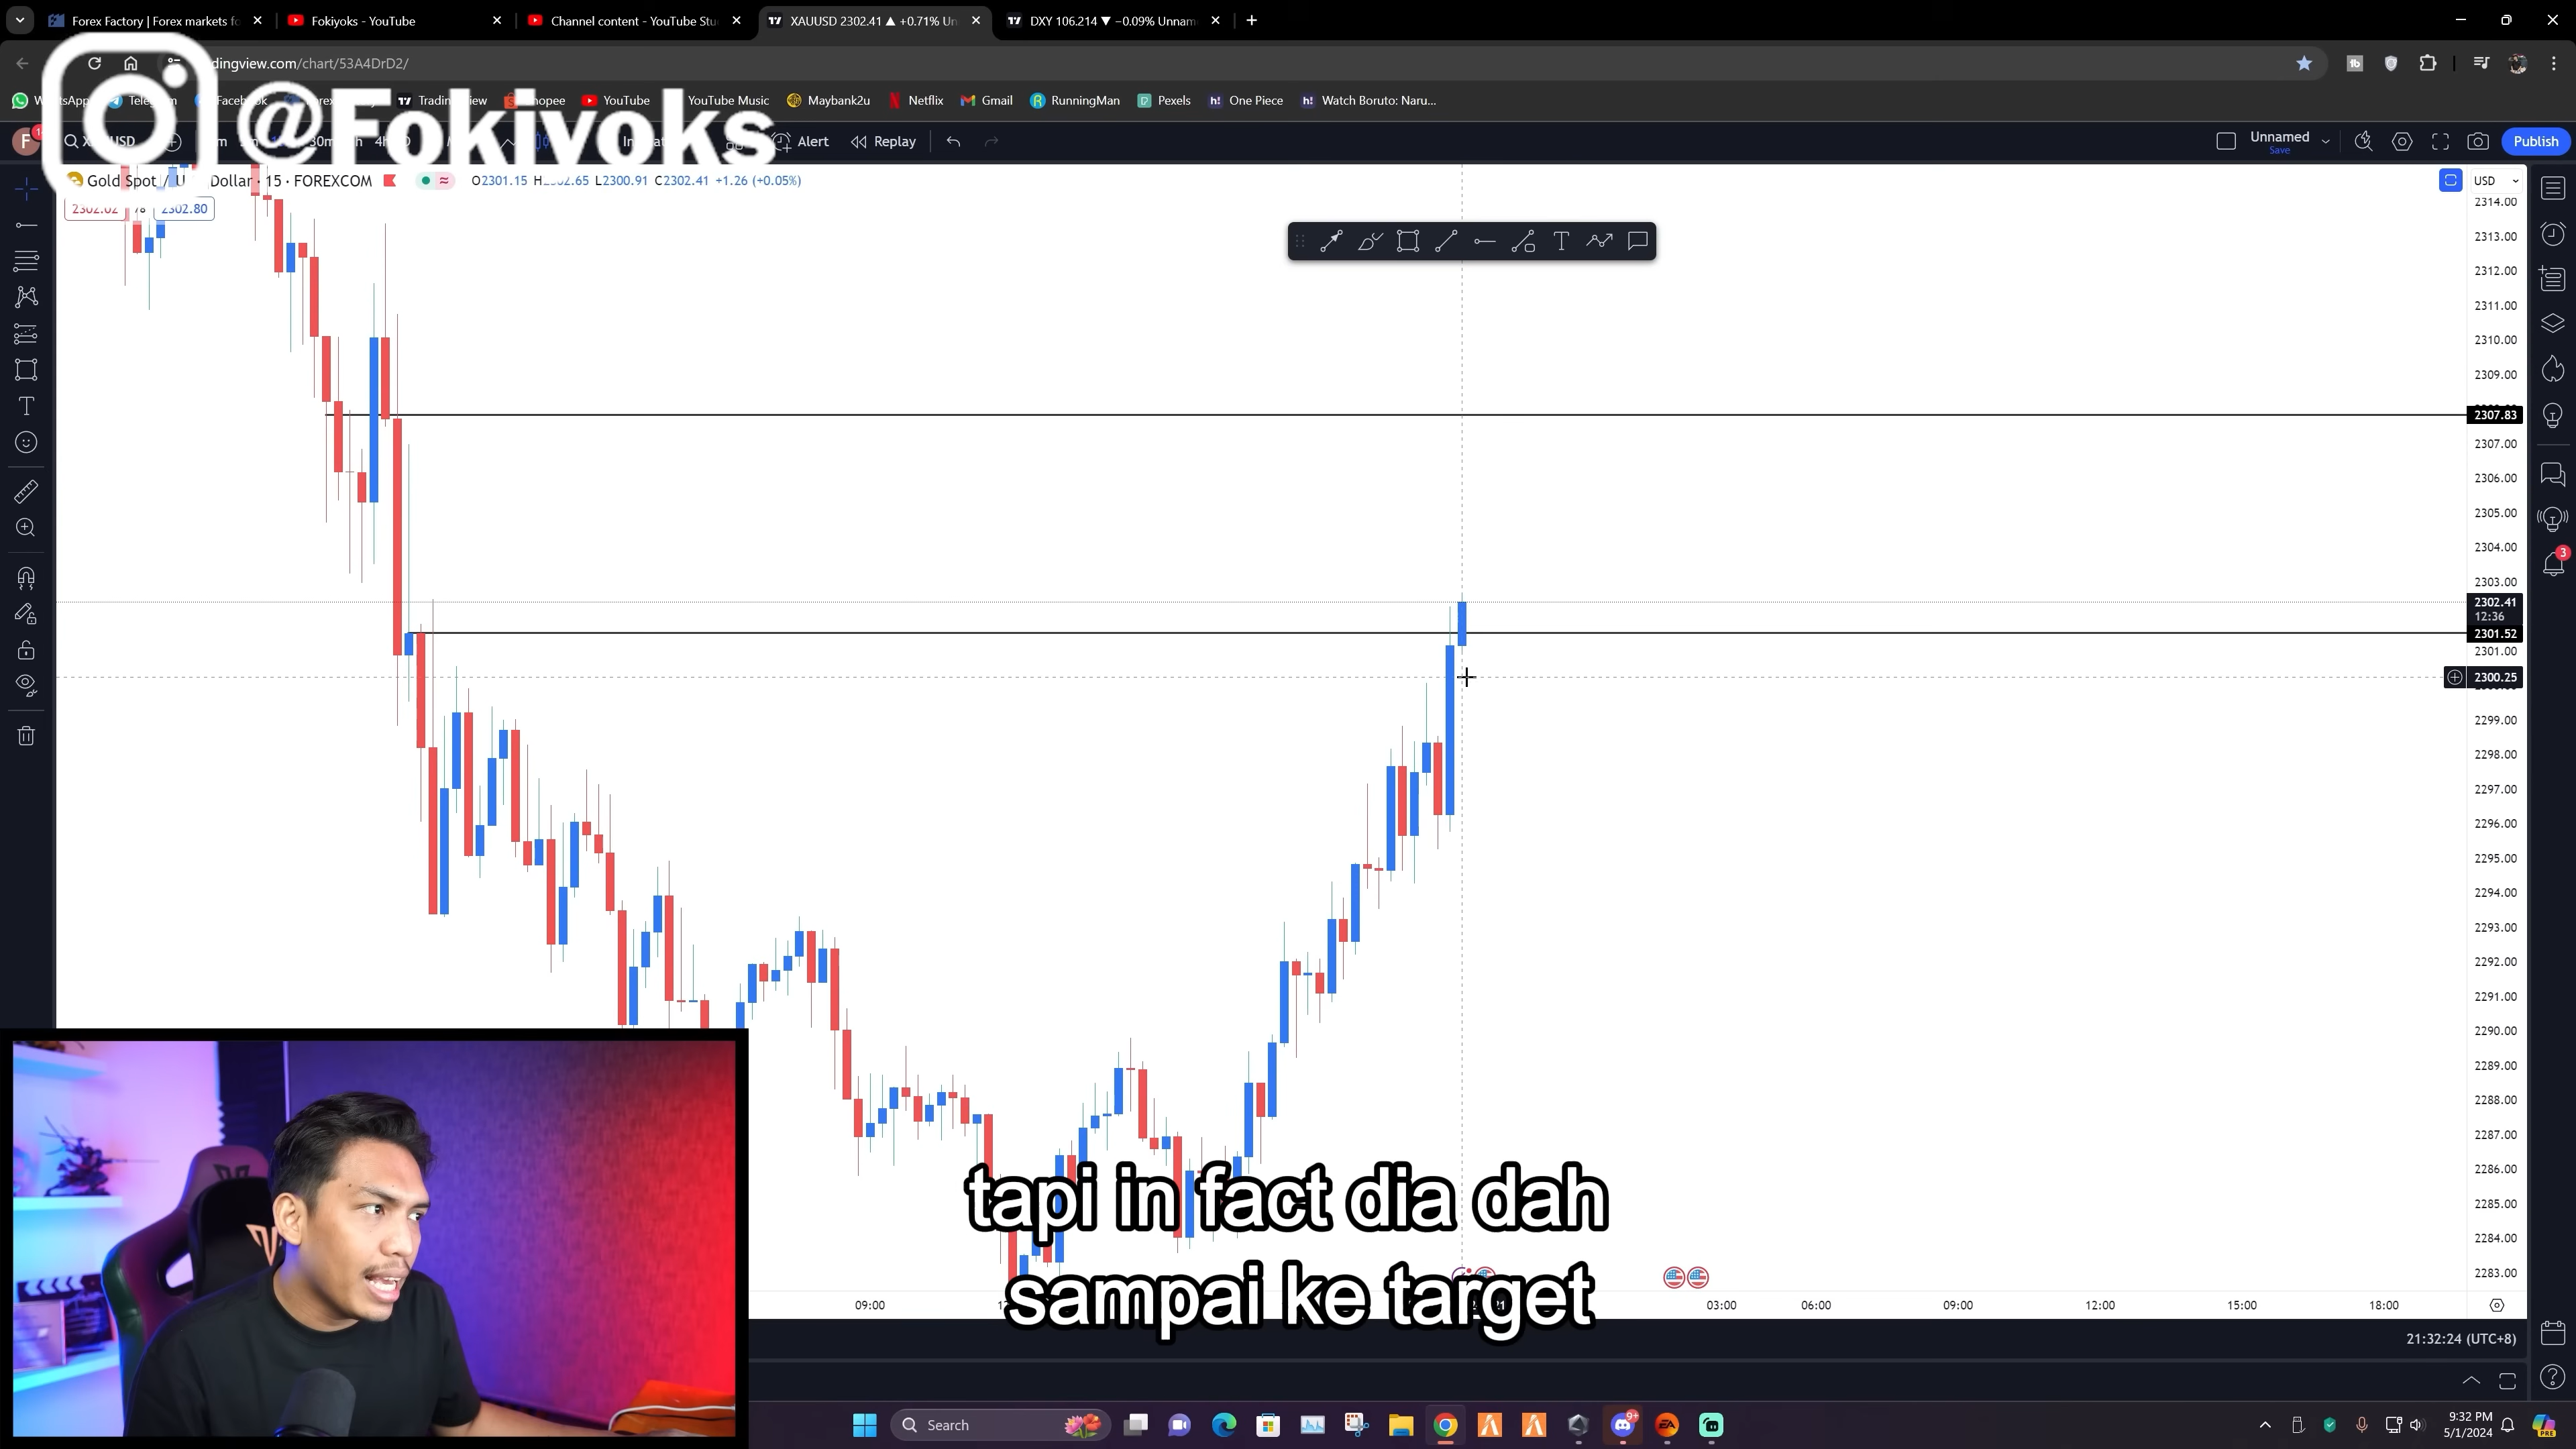 Forex Factory | Forex markets fo
Fokiyoks - YouTube
Channel content - YouTube Stu
XAUUSD 2302.41 ▲ +0.71% Un
DXY 106.214 ▼ −0.09% Unnam
dingview.com/chart/53A4DrD2/
@Fokiyoks
YouTube
YouTube Music
Maybank2u
Netflix
Gmail
RunningMan
Pexels
One Piece
Watch Boruto: Naru...
Alert
Replay
Unnamed
Save
Publish
Gold Spot / U
Dollar · 15 · FOREXCOM
O2301.15
L2300.91 C2302.41 +1.26 (+0.05%)
2302.80
USD
2314.00
2313.00
2312.00
2311.00
2310.00
2309.00
2307.83
2307.00
2306.00
2305.00
2304.00
2303.00
2302.41
12:36
2301.52
2301.00
2300.25
2299.00
2298.00
2297.00
2296.00
2295.00
2294.00
2293.00
2292.00
2291.00
2290.00
2289.00
2288.00
2287.00
2286.00
2285.00
2284.00
2283.00
3
tapi in fact dia dah
sampai ke target
09:00
03:00
06:00
09:00
12:00
15:00
18:00
21:32:24 (UTC+8)
Search
9+
9:32 PM
5/1/2024